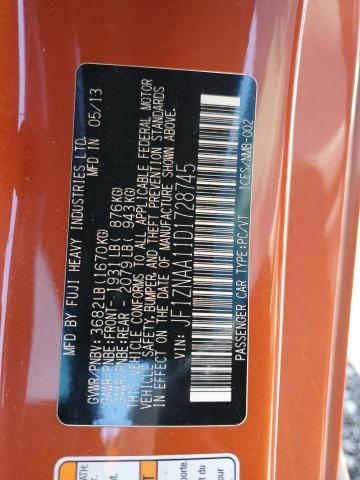 MFD BY FUJI HEAVY INDUSTRIES LTD.
MFD IN 05/13
GVWR/PNBV: 3682LB(1670KG)
GAWR/PNBE:FRONT- 1931LB( 876KG)
GAWR/PNBE:REAR - 2079LB( 943KG)
THIS VEHICLE CONFORMS TO ALL APPLICABLE FEDERAL MOTOR
VEHICLE SAFETY, BUMPER, AND THEFT PREVENTION STANDARDS
IN EFFECT ON THE DATE OF MANUFACTURE SHOWN ABOVE.
VIN: JF1ZNAA11D1728745
PASSENGER CAR TYPE:PC/VT
ICES/NMB-002